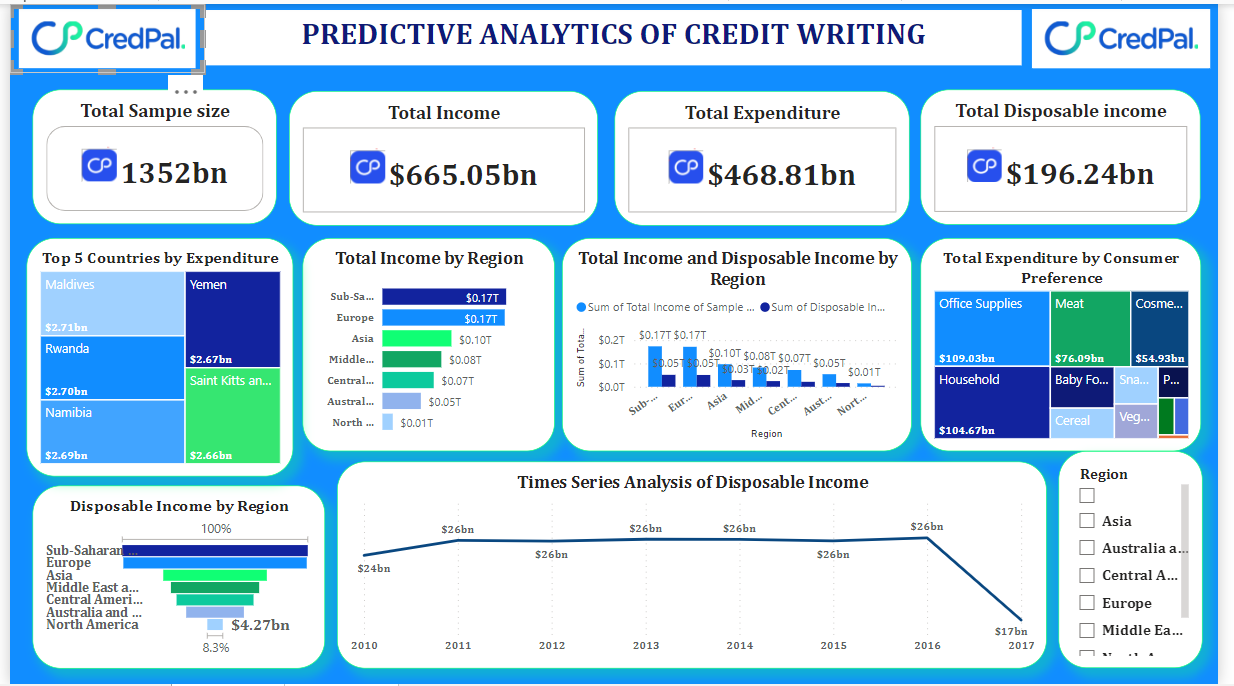 CredPal.
PREDICTIVE ANALYTICS OF CREDIT WRITING
CredPal.
Total Sample size
1352bn
Total Income
$665.05bn
Total Expenditure
$468.81bn
Total Disposable income
$196.24bn
Top 5 Countries by Expenditure
Maldives
$2.71bn
Rwanda
$2.70bn
Namibia
$2.69bn
Yemen
$2.67bn
Saint Kitts an...
$2.66bn
Total Income by Region
Sub-Sa... $0.17T
Europe $0.17T
Asia $0.10T
Middle... $0.08T
Central... $0.07T
Austral... $0.05T
North ... $0.01T
Total Income and Disposable Income by
Region
Sum of Total Income of Sample ... Sum of Disposable In...
Sum of Tota...
$0.2T
$0.1T
$0.0T
$0.17T $0.17T
$0.10T $0.08T $0.07T $0.05T $0.01T
$0.05T $0.05T $0.03T $0.02T
Sub-... Eur... Asia Mid... Cent... Aust... Nort...
Region
Total Expenditure by Consumer
Preference
Office Supplies
$109.03bn
Household
$104.67bn
Meat
$76.09bn
Cosme...
$54.93bn
Baby Fo...
Cereal
Sna...
Veg...
P...
Disposable Income by Region
100%
Sub-Saharan ...
Europe
Asia
Middle East a...
Central Ameri...
Australia and ...
North America $4.27bn
8.3%
Times Series Analysis of Disposable Income
$24bn $26bn $26bn $26bn $26bn $26bn $26bn $17bn
2010 2011 2012 2013 2014 2015 2016 2017
Region
Asia
Australia a...
Central A...
Europe
Middle Ea...